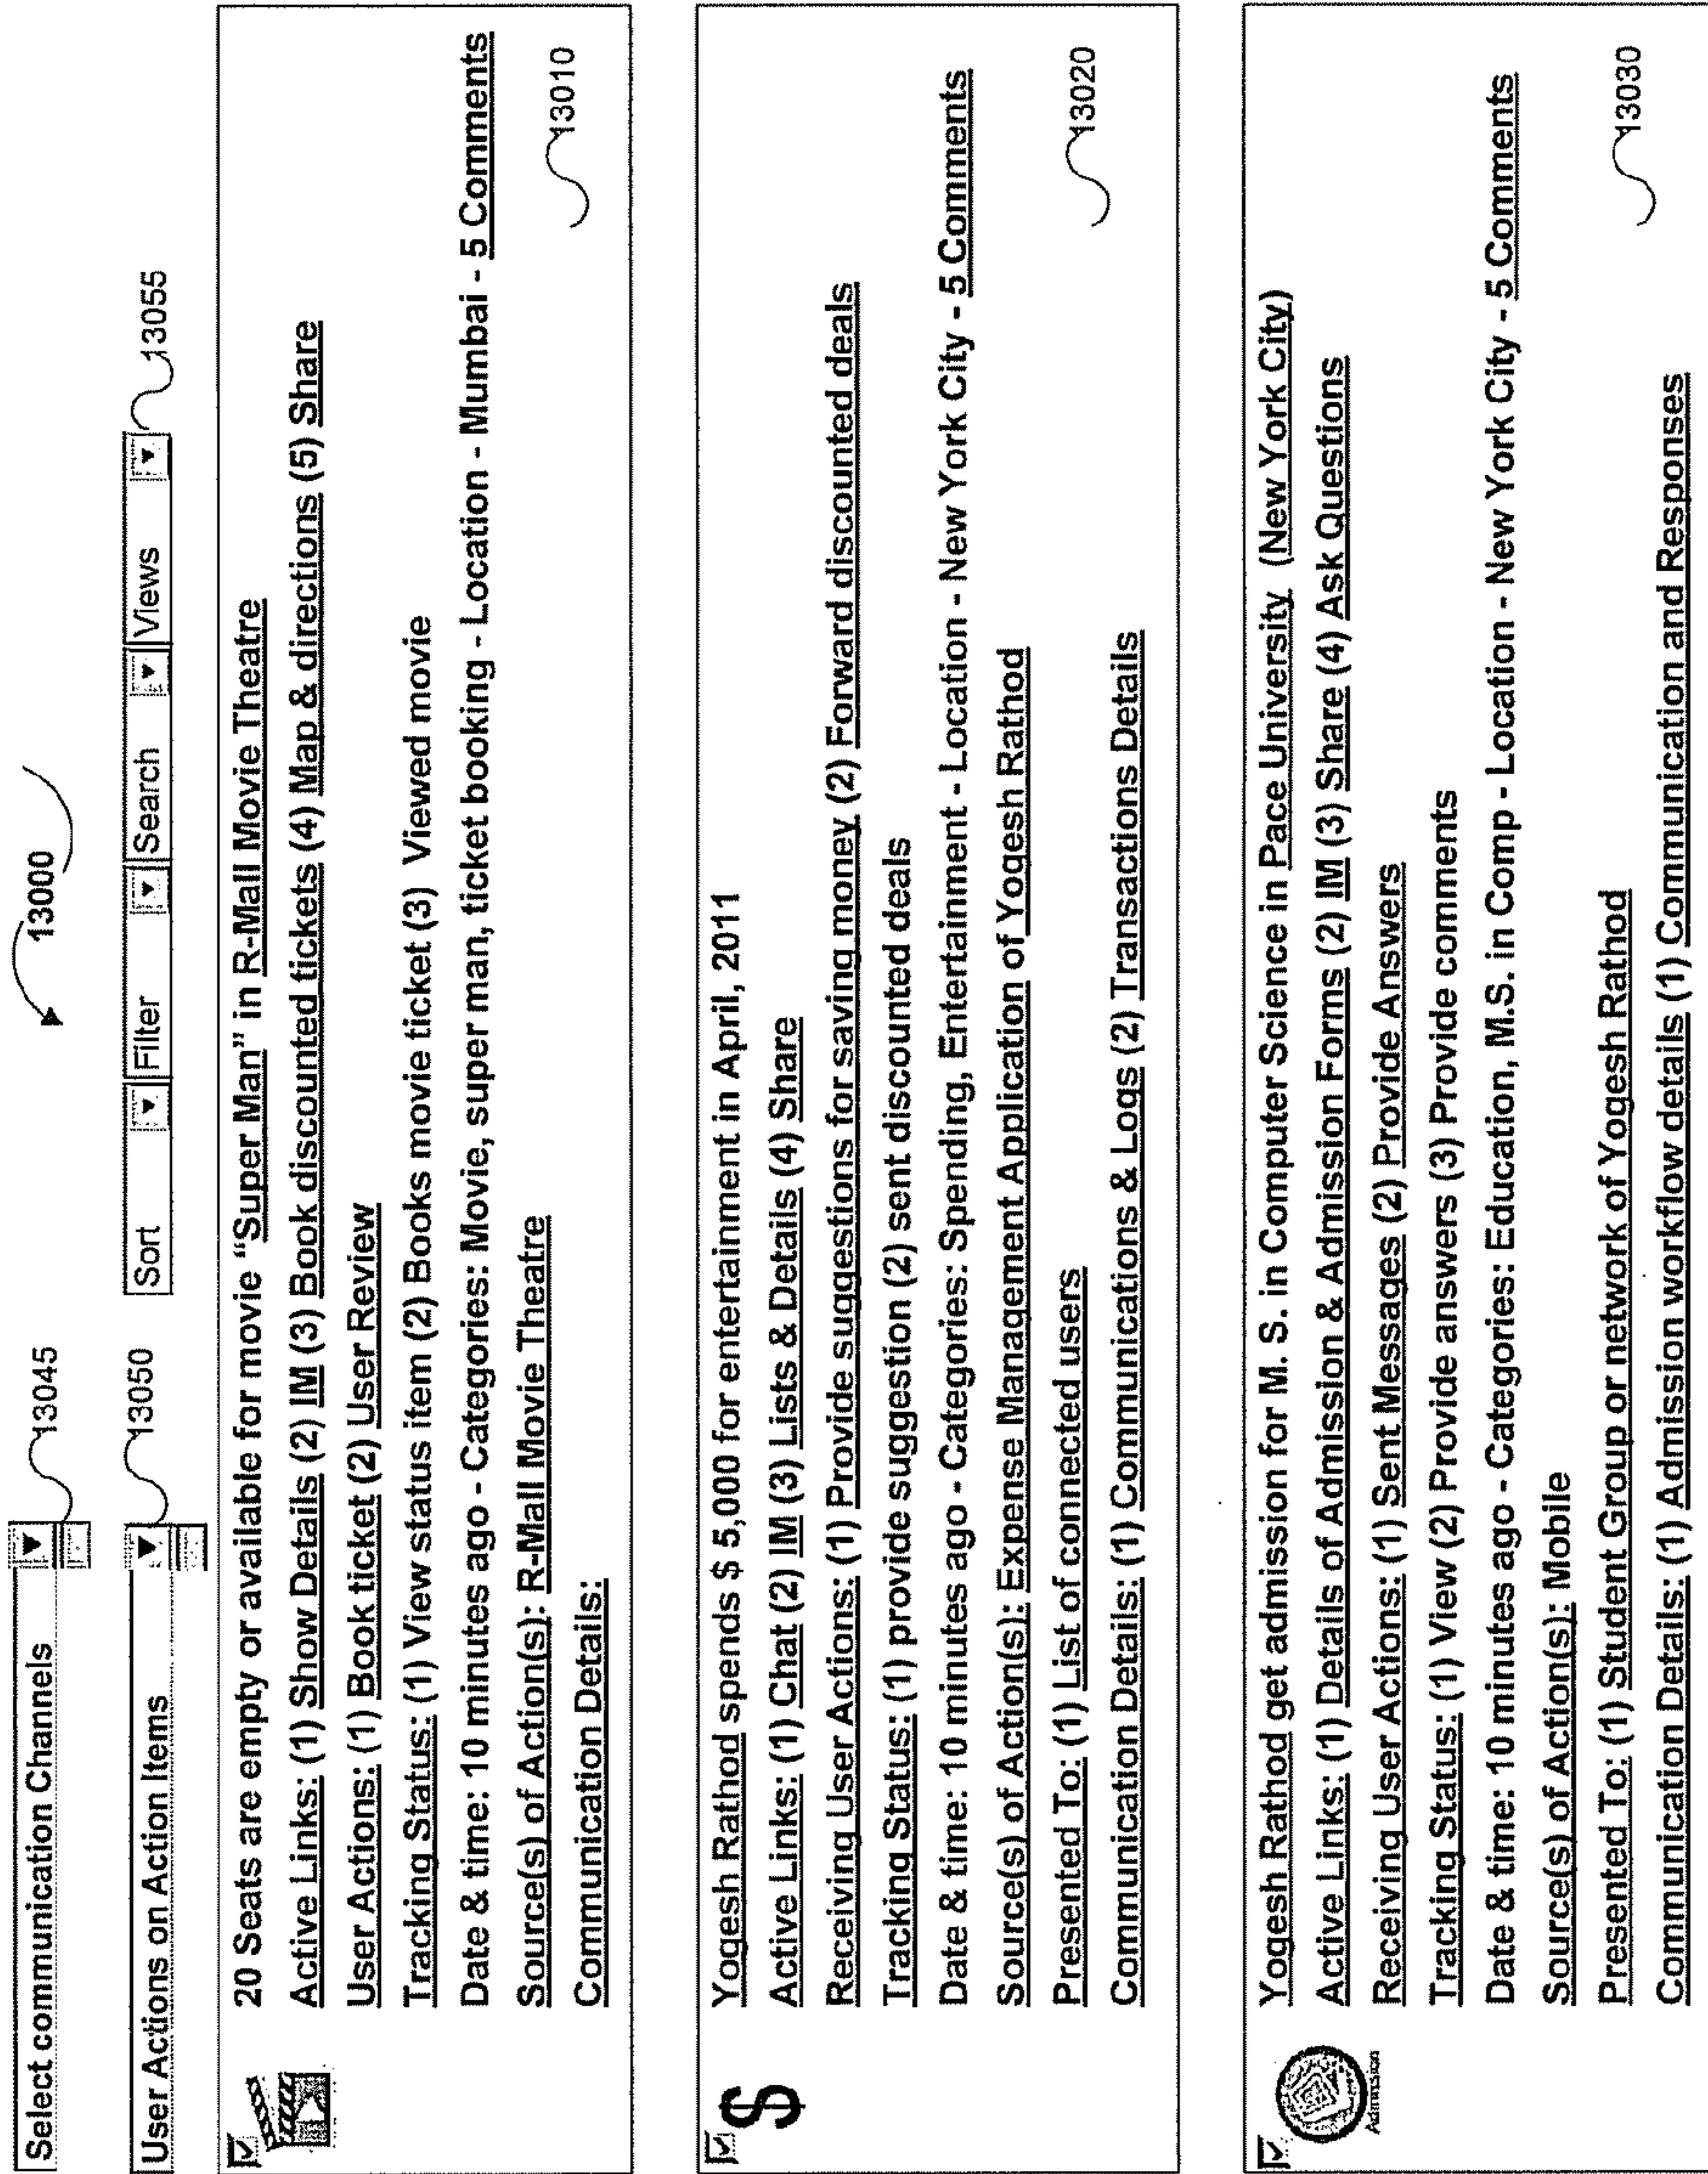 13000
Select communication Channels
13045
User Actions on Action Items
13050
Sort Filter Search Views
13055
20 Seats are empty or available for movie “Super Man” in R-Mall Movie Theatre
Active Links: (1) Show Details (2) IM (3) Book discounted tickets (4) Map & directions (5) Share
User Actions: (1) Book ticket (2) User Review
Tracking Status: (1) View status item (2) Books movie ticket (3) Viewed movie
Date & time: 10 minutes ago - Categories: Movie, super man, ticket booking - Location - Mumbai - 5 Comments
Source(s) of Action(s): R-Mall Movie Theatre
Communication Details:
13010
$
Yogesh Rathod spends $ 5,000 for entertainment in April, 2011
Active Links: (1) Chat (2) IM (3) Lists & Details (4) Share
Receiving User Actions: (1) Provide suggestions for saving money (2) Forward discounted deals
Tracking Status: (1) provide suggestion (2) sent discounted deals
Date & time: 10 minutes ago - Categories: Spending, Entertainment - Location - New York City - 5 Comments
Source(s) of Action(s): Expense Management Application of Yogesh Rathod
Presented To: (1) List of connected users
Communication Details: (1) Communications & Logs (2) Transactions Details
13020
Admission
Yogesh Rathod get admission for M. S. in Computer Science in Pace University (New York City)
Active Links: (1) Details of Admission & Admission Forms (2) IM (3) Share (4) Ask Questions
Receiving User Actions: (1) Sent Messages (2) Provide Answers
Tracking Status: (1) View (2) Provide answers (3) Provide comments
Date & time: 10 minutes ago - Categories: Education, M.S. in Comp - Location - New York City - 5 Comments
Source(s) of Action(s): Mobile
Presented To: (1) Student Group or network of Yogesh Rathod
Communication Details: (1) Admission workflow details (1) Communication and Responses
13030